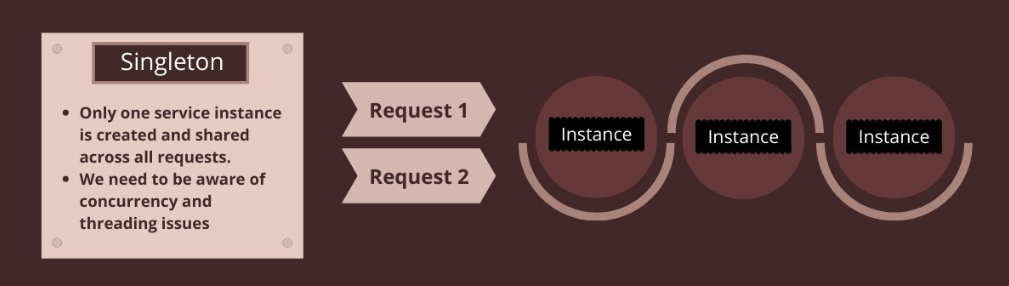 Singleton
• Only one service instance
is created and shared
across all requests.
• We need to be aware of
concurrency and
threading issues
Request 1
Request 2
Instance
Instance
Instance